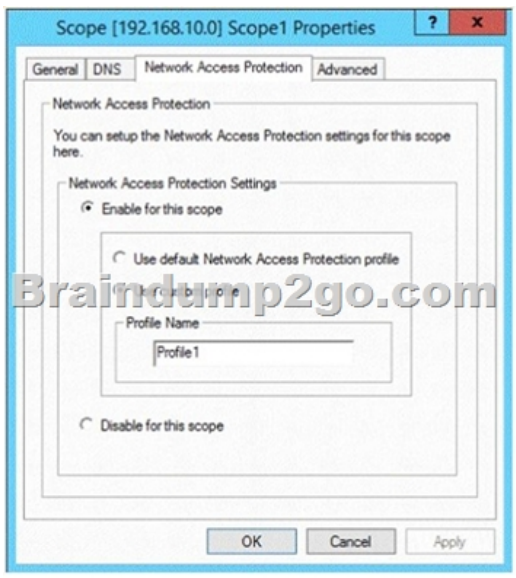 Scope [192.168.10.0] Scope1 Properties
?
x
General
DNS
Network Access Protection
Advanced
Network Access Protection
You can setup the Network Access Protection settings for this scope
here.
Network Access Protection Settings
Enable for this scope
Use default Network Access Protection profile
Braindump2go.com
profile
Profile Name
Profile1
Disable for this scope
OK
Cancel
Apply